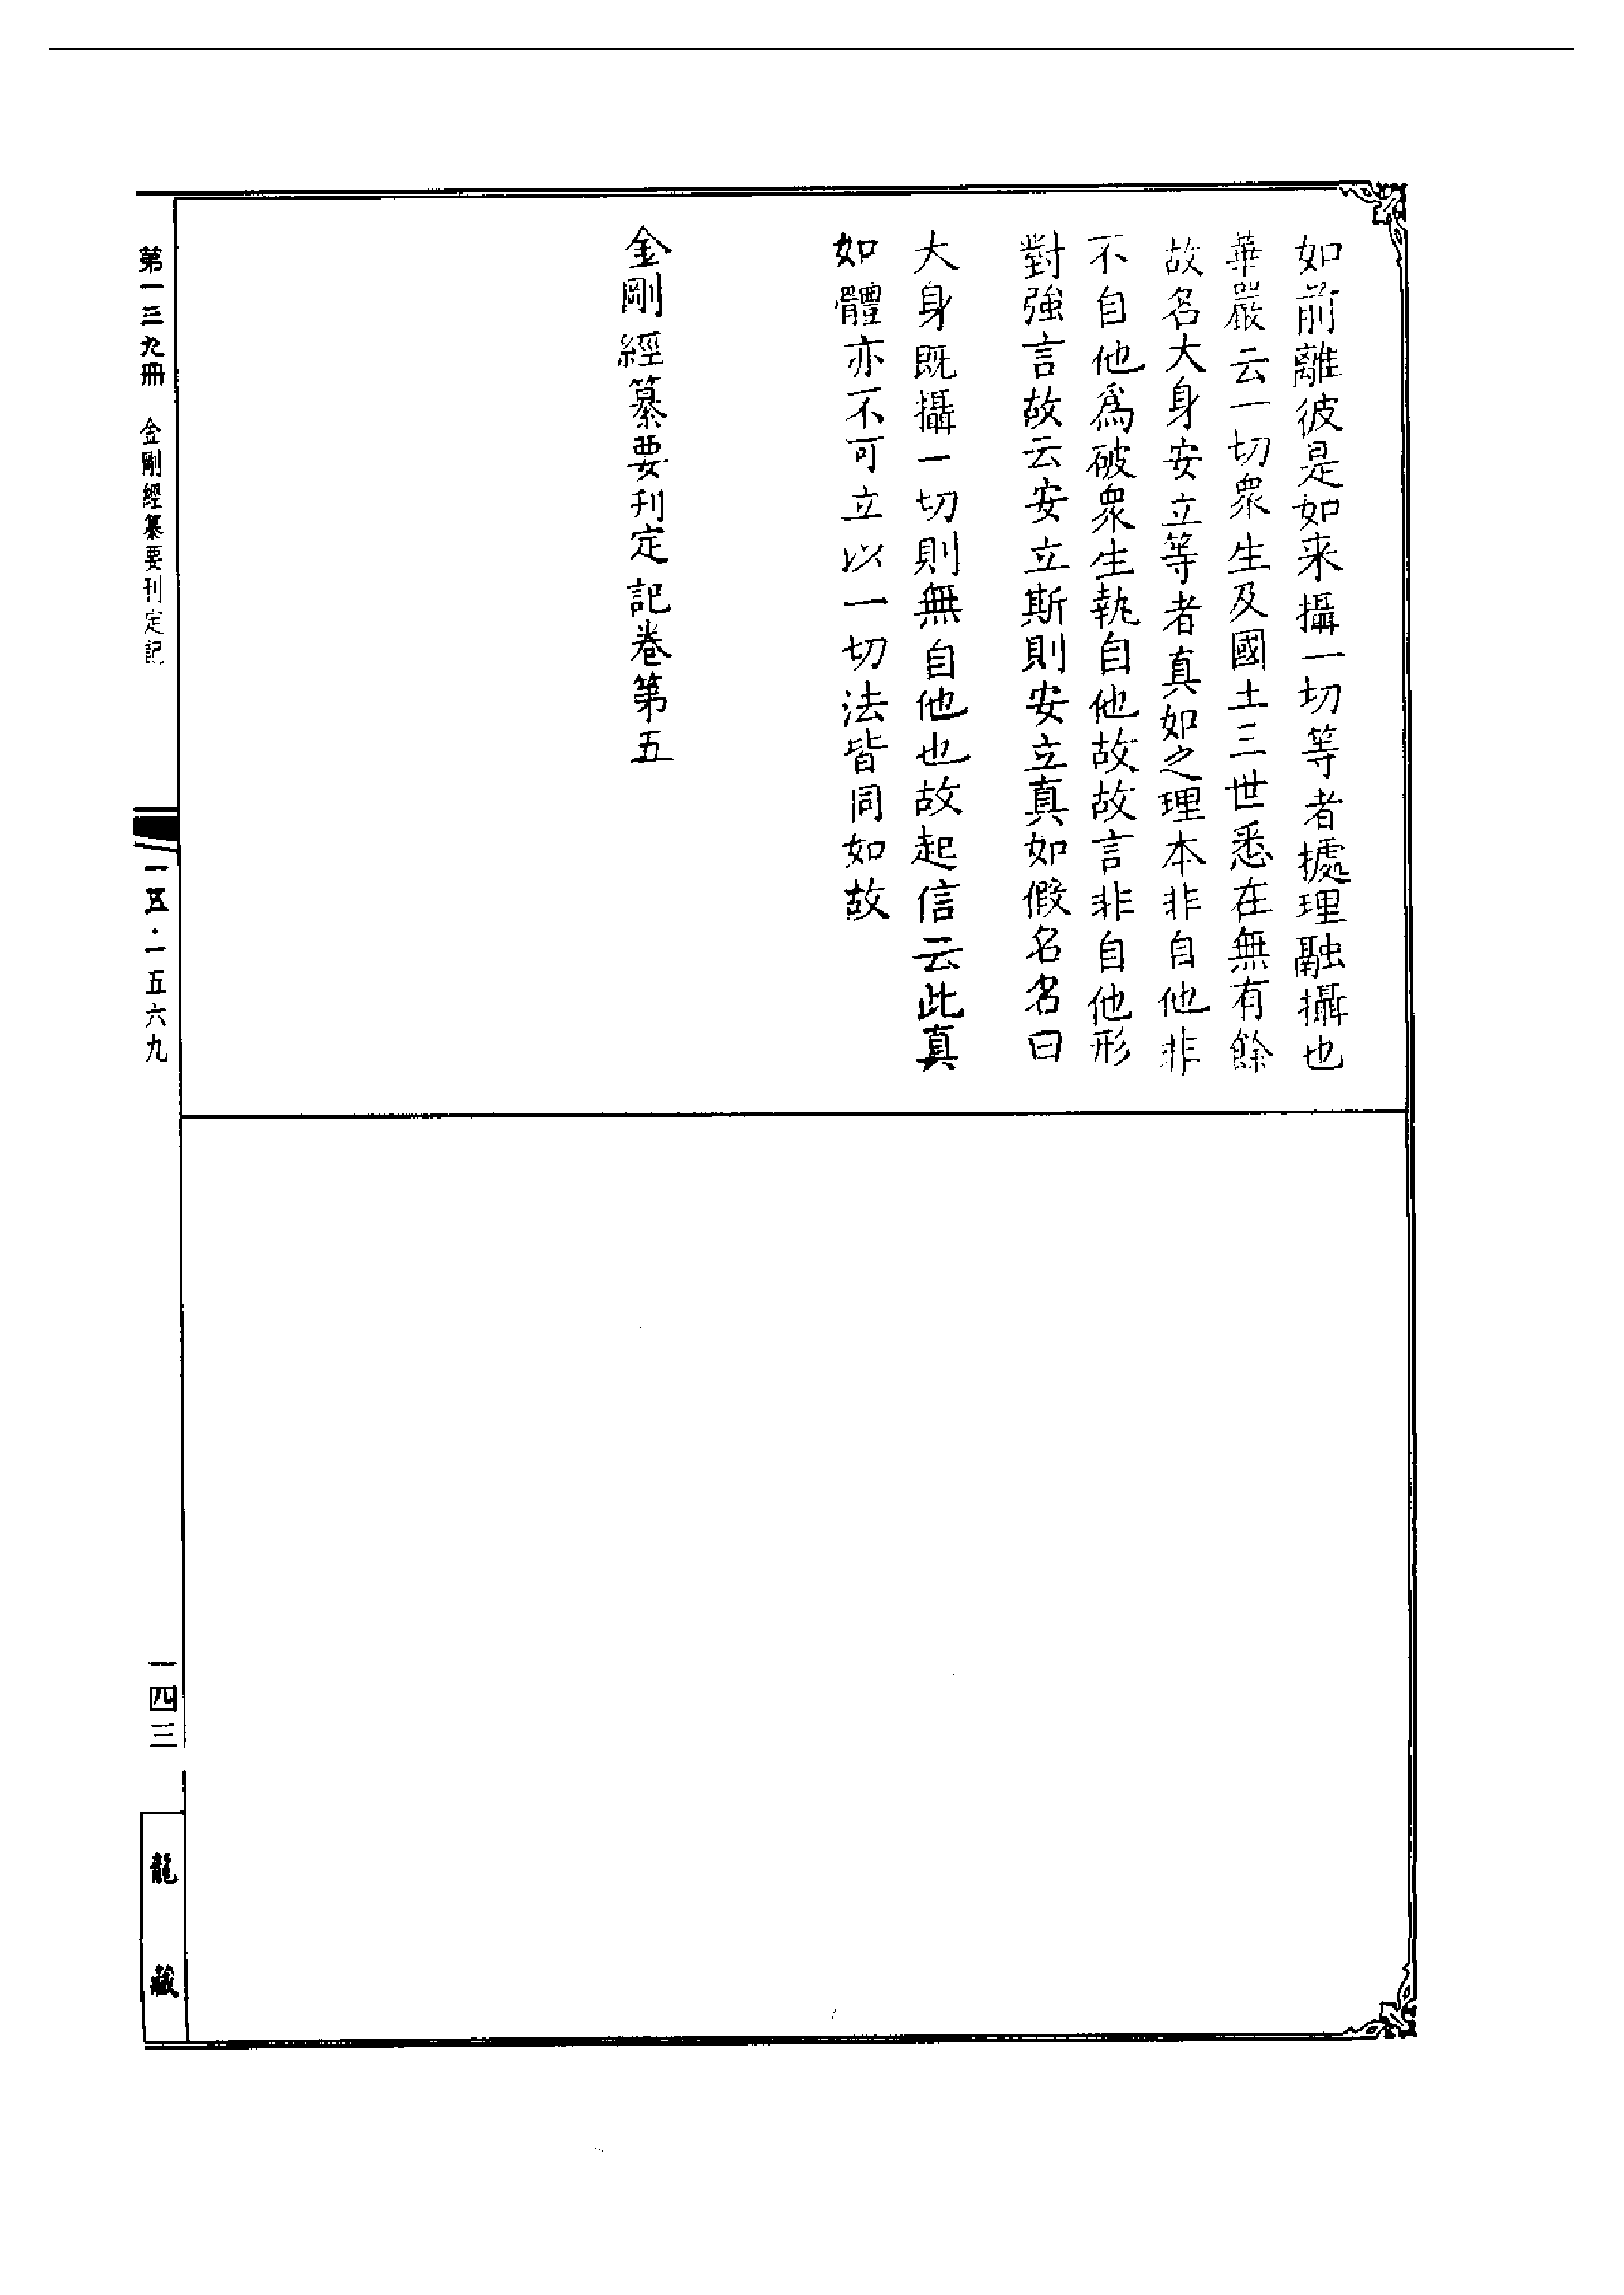 如前離彼是如来攝一切等者據理融攝也
華嚴云一切衆生及國土三世悉在無有餘
故名大身安立等者真如之理本非自他非
不自他爲破衆生執自他故故言非自他形
對強言故云安立斯則安立真如假名名曰
大身既攝一切則無自他也故起信云此真
如體亦不可立以一切法皆同如故
金剛經纂要刊定記卷第五
第一三九冊 金剛經纂要刊定記
一五·一五六九
一四三
龍藏